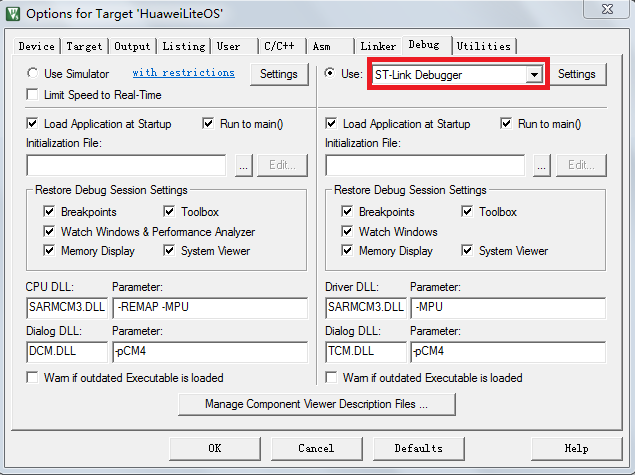 Options for Target 'HuaweiLiteOS'
Device Target Output Listing User C/C++ Asm Linker Debug Utilities
Use Simulator with restrictions Settings
Limit Speed to Real-Time
Load Application at Startup Run to main()
Initialization File:
... Edit...
Restore Debug Session Settings
Breakpoints Toolbox
Watch Windows & Performance Analyzer
Memory Display System Viewer
CPU DLL: Parameter:
SARMCM3.DLL -REMAP -MPU
Dialog DLL: Parameter:
DCM.DLL -pCM4
Warn if outdated Executable is loaded
Use: ST-Link Debugger Settings
Load Application at Startup Run to main()
Initialization File:
... Edit...
Restore Debug Session Settings
Breakpoints Toolbox
Watch Windows
Memory Display System Viewer
Driver DLL: Parameter:
SARMCM3.DLL -MPU
Dialog DLL: Parameter:
TCM.DLL -pCM4
Warn if outdated Executable is loaded
Manage Component Viewer Description Files ...
OK Cancel Defaults Help